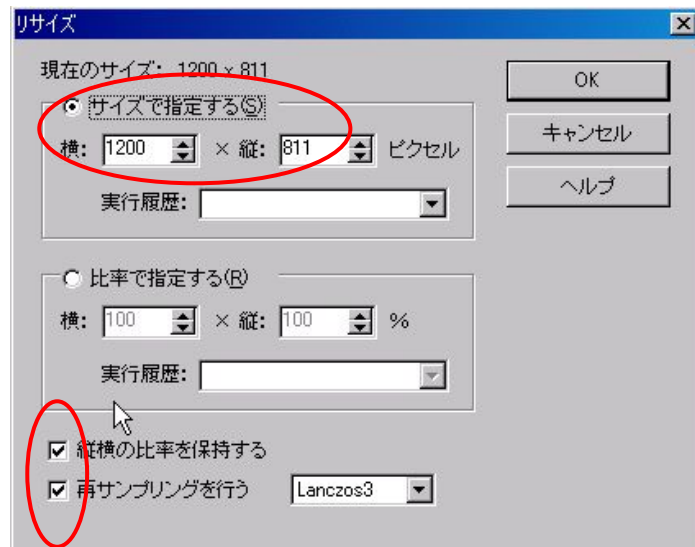 リサイズ
現在のサイズ: 1200 x 811
サイズで指定する(S)
横: 1200 × 縦: 811 ピクセル
実行履歴:
比率で指定する(R)
横: 100 × 縦: 100 %
実行履歴:
縦横の比率を保持する
再サンプリングを行う Lanczos3
OK
キャンセル
ヘルプ